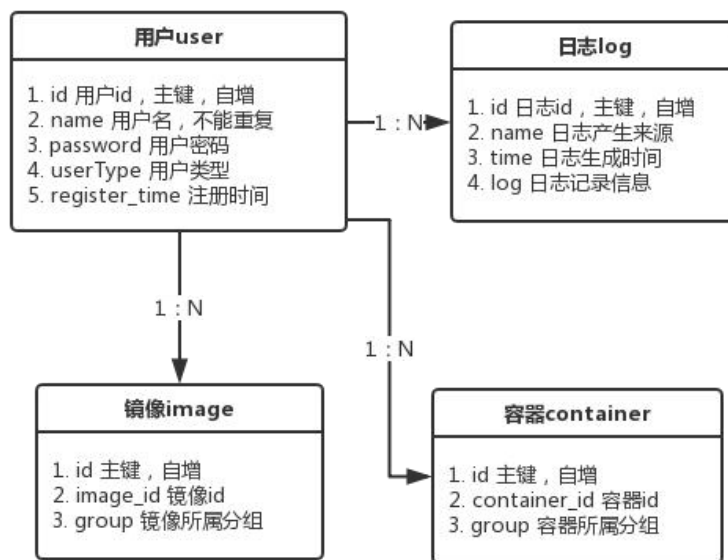 用户user
1. id 用户id，主键，自增
2. name 用户名，不能重复
3. password 用户密码
4. userType 用户类型
5. register_time 注册时间
日志log
1. id 日志id，主键，自增
2. name 日志产生来源
3. time 日志生成时间
4. log 日志记录信息
1：N
1：N
1：N
镜像image
1. id 主键，自增
2. image_id 镜像id
3. group 镜像所属分组
容器container
1. id 主键，自增
2. container_id 容器id
3. group 容器所属分组